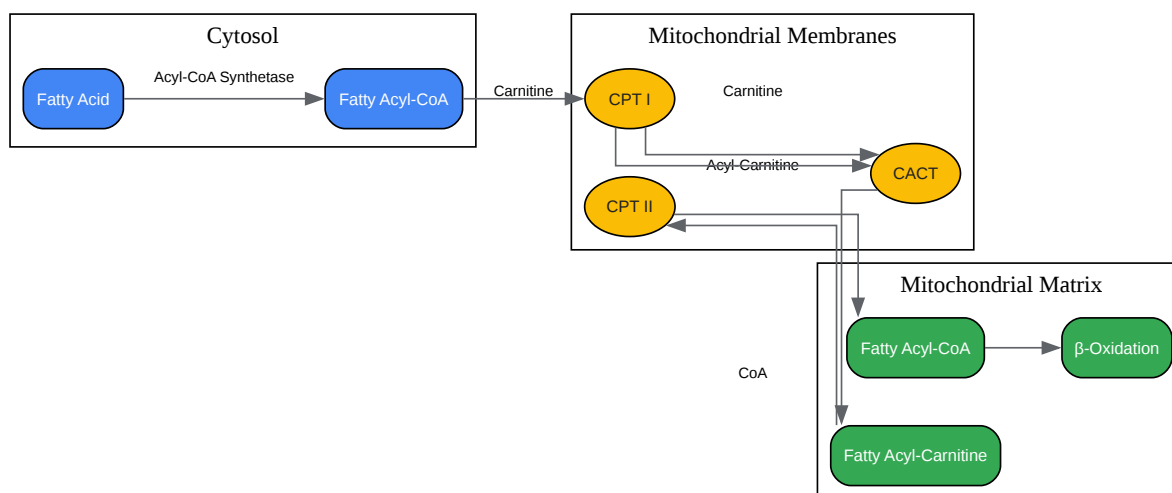 Cytosol
Mitochondrial Membranes
Acyl-CoA Synthetase
Fatty Acid
Fatty Acyl-CoA
Carnitine
CPT I
Carnitine
Acyl-Carnitine
CACT
CPT II
Mitochondrial Matrix
Fatty Acyl-CoA
β-Oxidation
CoA
Fatty Acyl-Carnitine